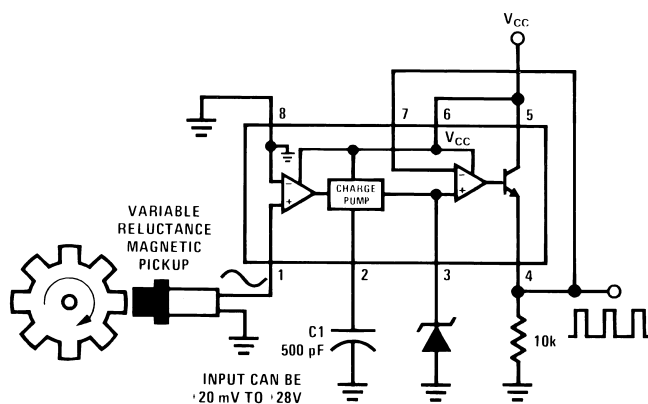 VCC
8
7
6
5
VCC
−
+
CHARGE
PUMP
−
+
VARIABLE
RELUCTANCE
MAGNETIC
PICKUP
1
2
3
4
C1
500 pF
10k
INPUT CAN BE
20 mV TO 28V